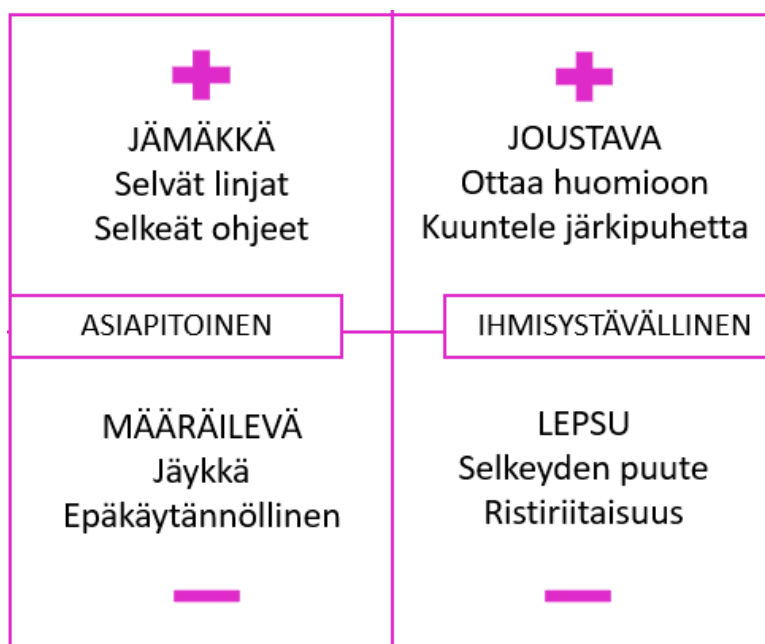 JÄMÄKKÄ
Selvät linjat
Selkeät ohjeet
JOUSTAVA
Ottaa huomioon
Kuuntele järkipuhetta
ASIAPITOINEN
IHMISYSTÄVÄLLINEN
MÄÄRÄILEVÄ
Jäykkä
Epäkäytännöllinen
LEPSU
Selkeyden puute
Ristiriitaisuus